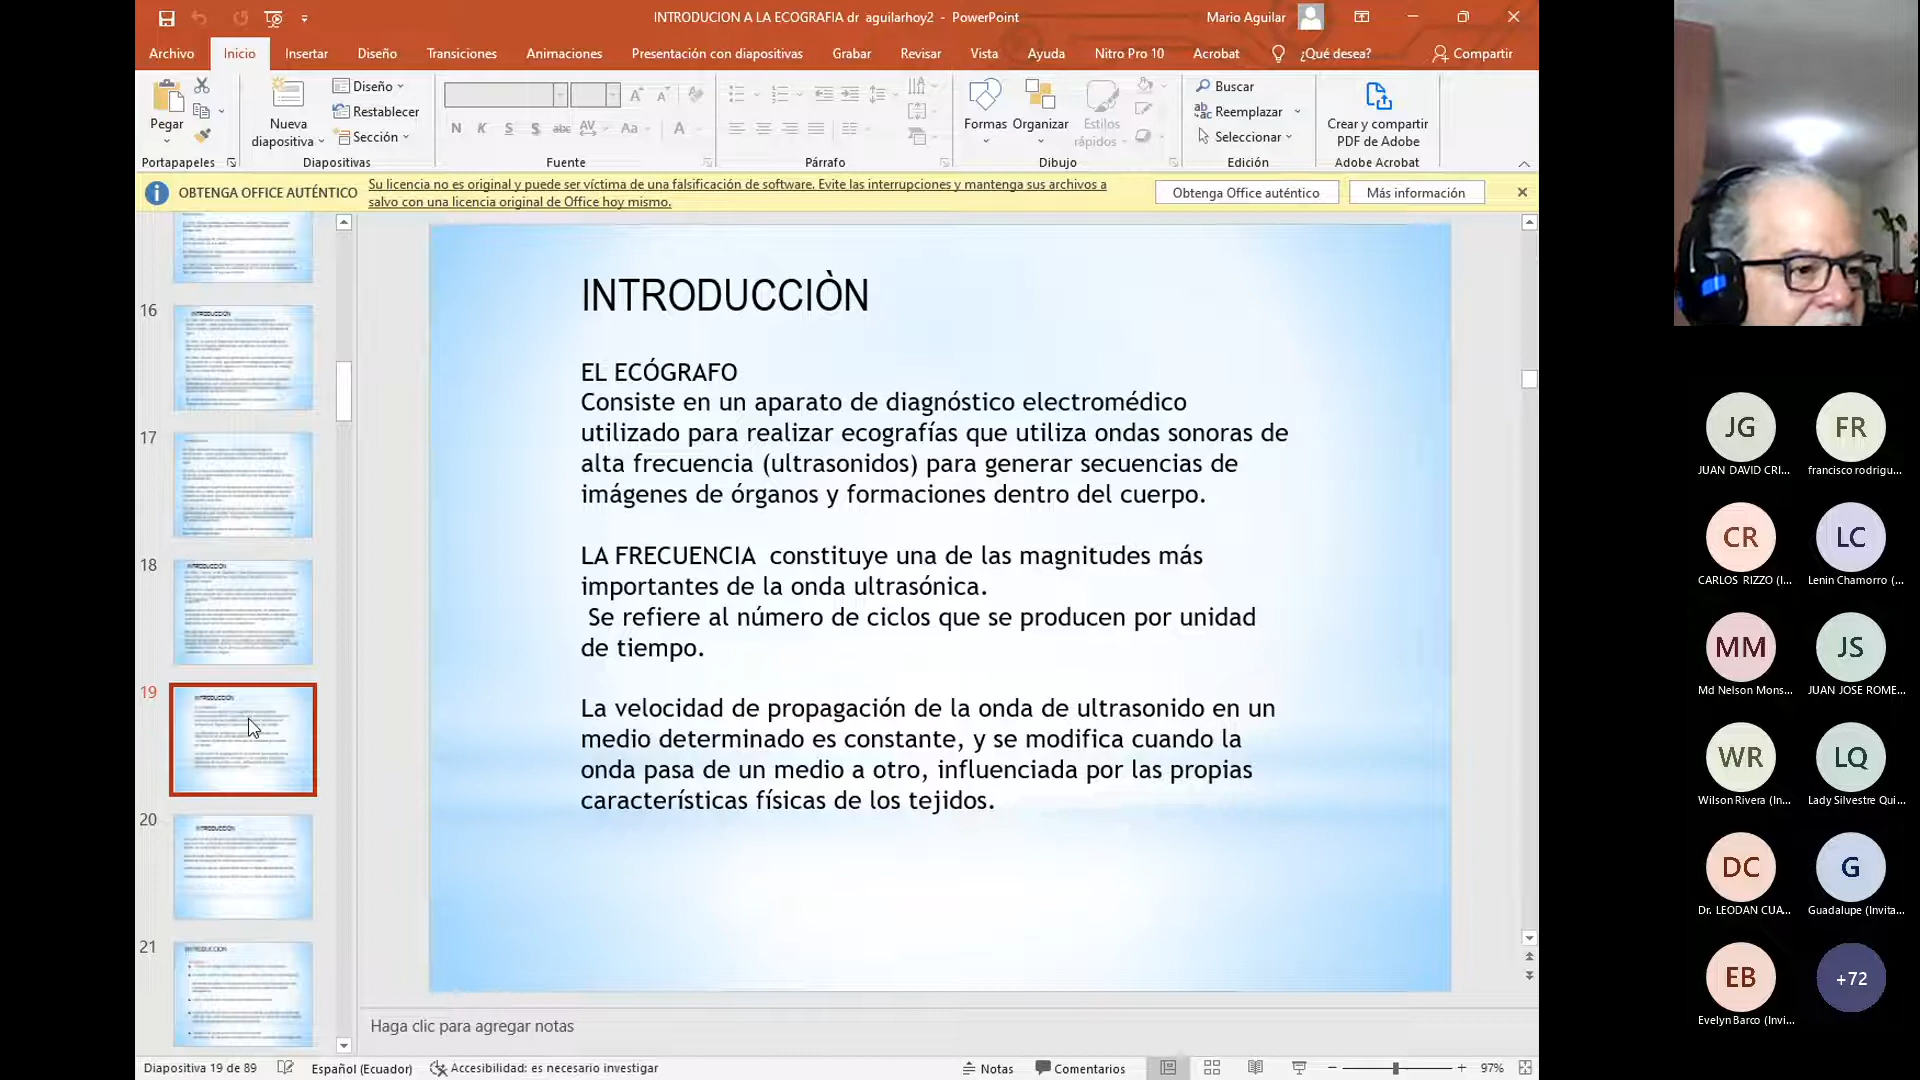 INTRODUCION A LA ECOGRAFIA dr aguilarhoy2 - PowerPoint
Mario Aguilar
Archivo Inicio Insertar Diseño Transiciones Animaciones Presentación con diapositivas Grabar Revisar Vista Ayuda Nitro Pro 10 Acrobat ¿Qué desea? Compartir
Pegar
Nueva diapositiva
Diseño
Restablecer
Sección
N K S S abc AV Aa A
Formas Organizar Estilos rápidos
Buscar
Reemplazar
Seleccionar
Crear y compartir PDF de Adobe
Portapapeles Diapositivas Fuente Párrafo Dibujo Edición Adobe Acrobat
OBTENGA OFFICE AUTÉNTICO
Su licencia no es original y puede ser víctima de una falsificación de software. Evite las interrupciones y mantenga sus archivos a
salvo con una licencia original de Office hoy mismo.
Obtenga Office auténtico
Más información
16
17
18
19
20
21
INTRODUCCIÒN
EL ECÓGRAFO
Consiste en un aparato de diagnóstico electromédico
utilizado para realizar ecografías que utiliza ondas sonoras de
alta frecuencia (ultrasonidos) para generar secuencias de
imágenes de órganos y formaciones dentro del cuerpo.
LA FRECUENCIA constituye una de las magnitudes más
importantes de la onda ultrasónica.
Se refiere al número de ciclos que se producen por unidad
de tiempo.
La velocidad de propagación de la onda de ultrasonido en un
medio determinado es constante, y se modifica cuando la
onda pasa de un medio a otro, influenciada por las propias
características físicas de los tejidos.
Haga clic para agregar notas
Diapositiva 19 de 89 Español (Ecuador) Accesibilidad: es necesario investigar Notas Comentarios 97%
JG FR
JUAN DAVID CRI... francisco rodrigu...
CR LC
CARLOS RIZZO (I... Lenin Chamorro (...
MM JS
Md Nelson Mons... JUAN JOSE ROME...
WR LQ
Wilson Rivera (In... Lady Silvestre Qui...
DC G
Dr. LEODAN CUA... Guadalupe (Invita...
EB +72
Evelyn Barco (Invi...